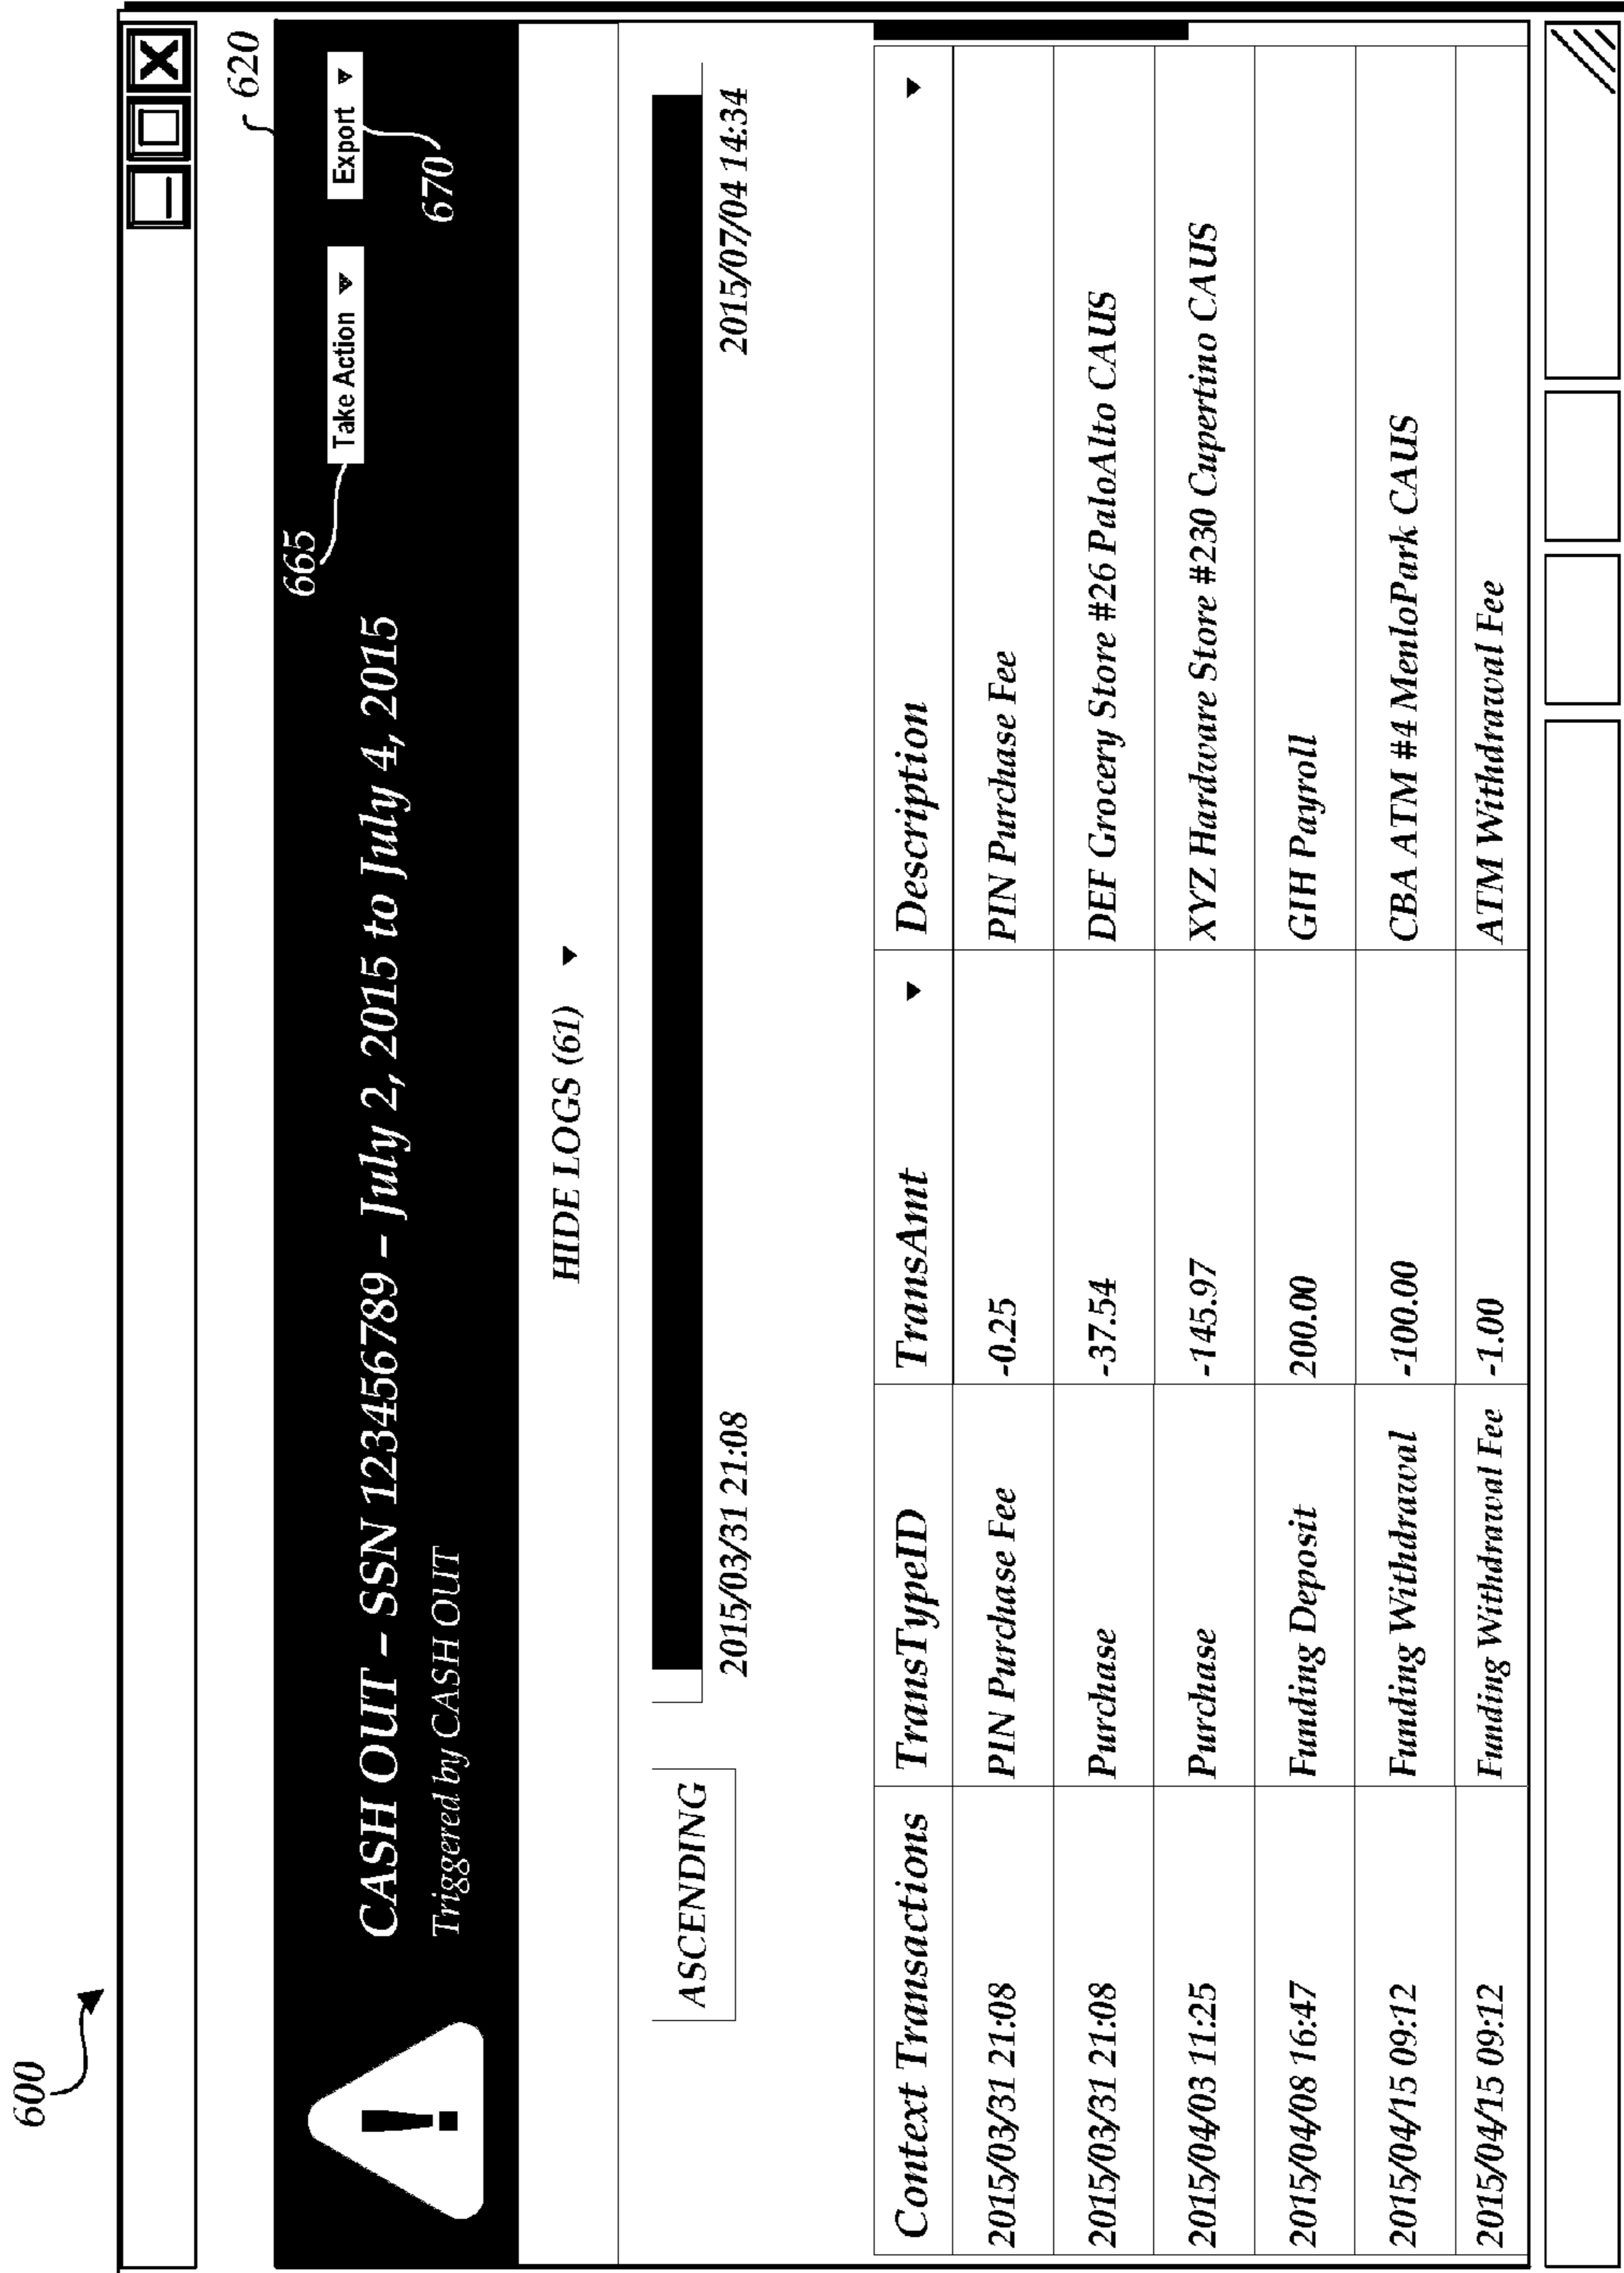 600
620
CASH OUT – SSN 123456789 – July 2, 2015 to July 4, 2015
Triggered by CASH OUT
665
Take Action
Export
670
HIDE LOGS (61)
ASCENDING
2015/03/31 21:08
2015/07/04 14:34
Context Transactions TransTypeID TransAmt Description
2015/03/31 21:08 PIN Purchase Fee -0.25 PIN Purchase Fee
2015/03/31 21:08 Purchase -37.54 DEF Grocery Store #26 PaloAlto CAUS
2015/04/03 11:25 Purchase -145.97 XYZ Hardware Store #230 Cupertino CAUS
2015/04/08 16:47 Funding Deposit 200.00 GIH Payroll
2015/04/15 09:12 Funding Withdrawal -100.00 CBA ATM #4 MenloPark CAUS
2015/04/15 09:12 Funding Withdrawal Fee -1.00 ATM Withdrawal Fee